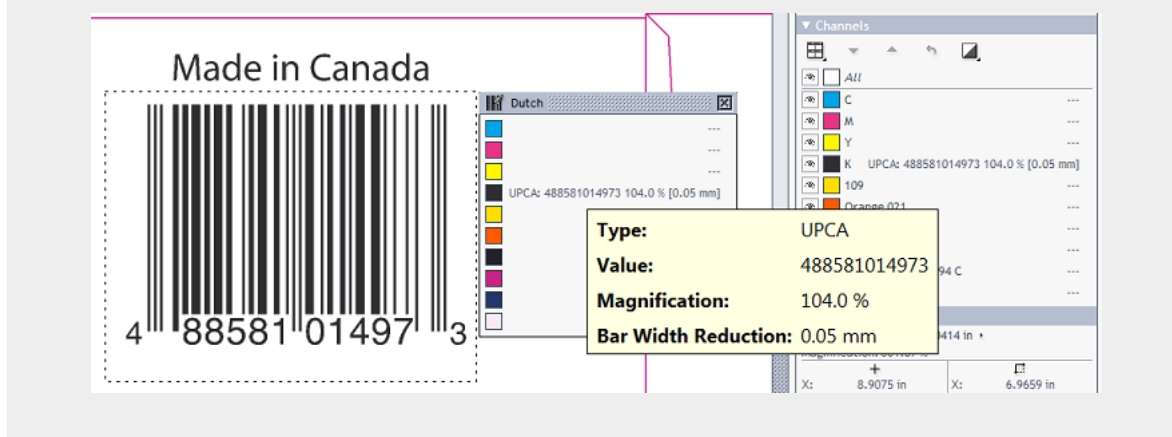 Made in Canada
4 88581 01497 3
Dutch
---
---
---
UPCA: 488581014973 104.0 % [0.05 mm]
Type: UPCA
Value: 488581014973
Magnification: 104.0 %
Bar Width Reduction: 0.05 mm
Channels
All
C ---
M ---
Y ---
K UPCA: 488581014973 104.0 % [0.05 mm]
109 ---
Orange 021 ---
---
---
94 C ---
---
0414 in
X: 8.9075 in X: 6.9659 in